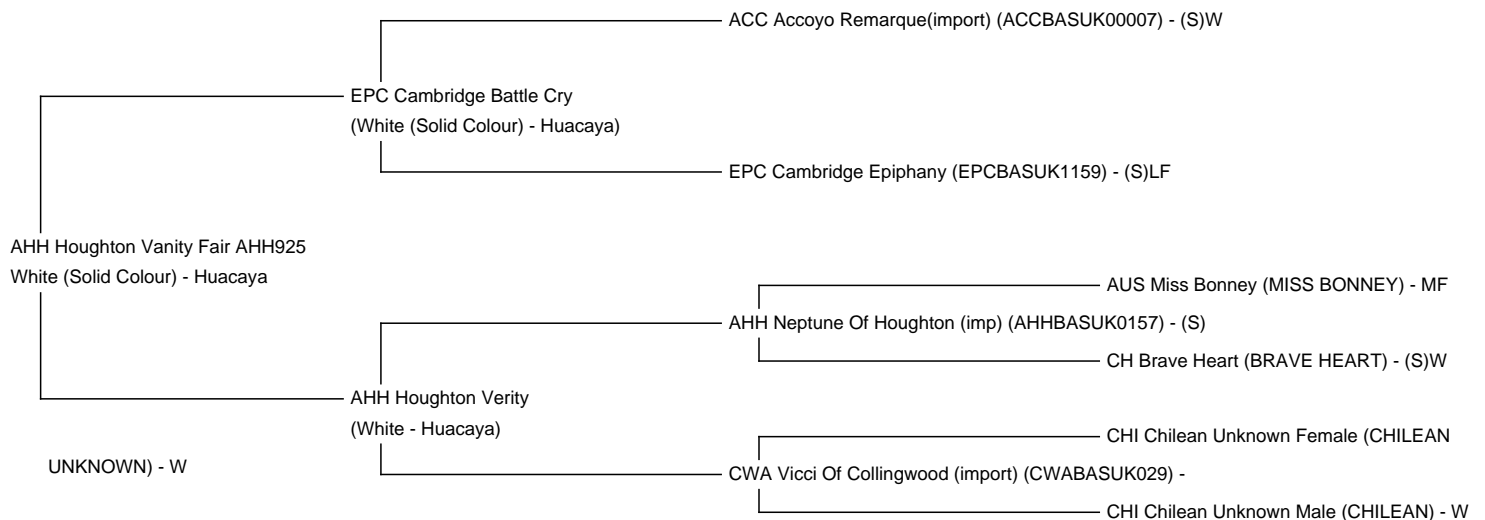 ACC Accoyo Remarque(import) (ACCBASUK00007) - (S)W
EPC Cambridge Battle Cry
(White (Solid Colour) - Huacaya)
EPC Cambridge Epiphany (EPCBASUK1159) - (S)LF
AHH Houghton Vanity Fair AHH925
White (Solid Colour) - Huacaya
AUS Miss Bonney (MISS BONNEY) - MF
AHH Neptune Of Houghton (imp) (AHHBASUK0157) - (S)
CH Brave Heart (BRAVE HEART) - (S)W
AHH Houghton Verity
(White - Huacaya)
CHI Chilean Unknown Female (CHILEAN
UNKNOWN) - W
CWA Vicci Of Collingwood (import) (CWABASUK029) -
CHI Chilean Unknown Male (CHILEAN) - W